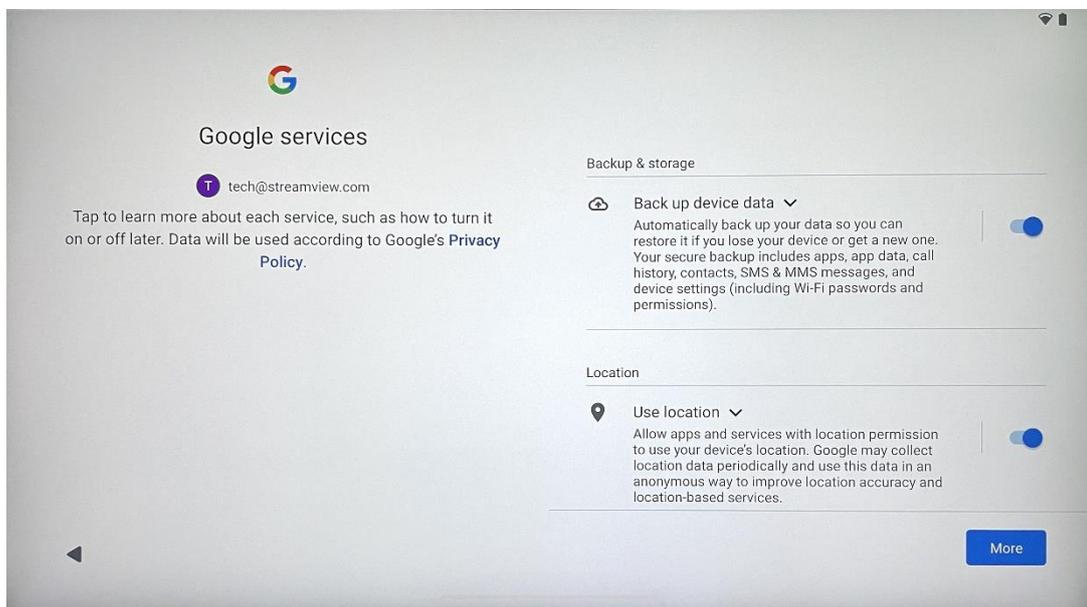 Google services
T tech@streamview.com
Tap to learn more about each service, such as how to turn it
on or off later. Data will be used according to Google's Privacy
Policy.
Backup & storage
Back up device data
Automatically back up your data so you can
restore it if you lose your device or get a new one.
Your secure backup includes apps, app data, call
history, contacts, SMS & MMS messages, and
device settings (including Wi-Fi passwords and
permissions).
Location
Use location
Allow apps and services with location permission
to use your device's location. Google may collect
location data periodically and use this data in an
anonymous way to improve location accuracy and
location-based services.
More